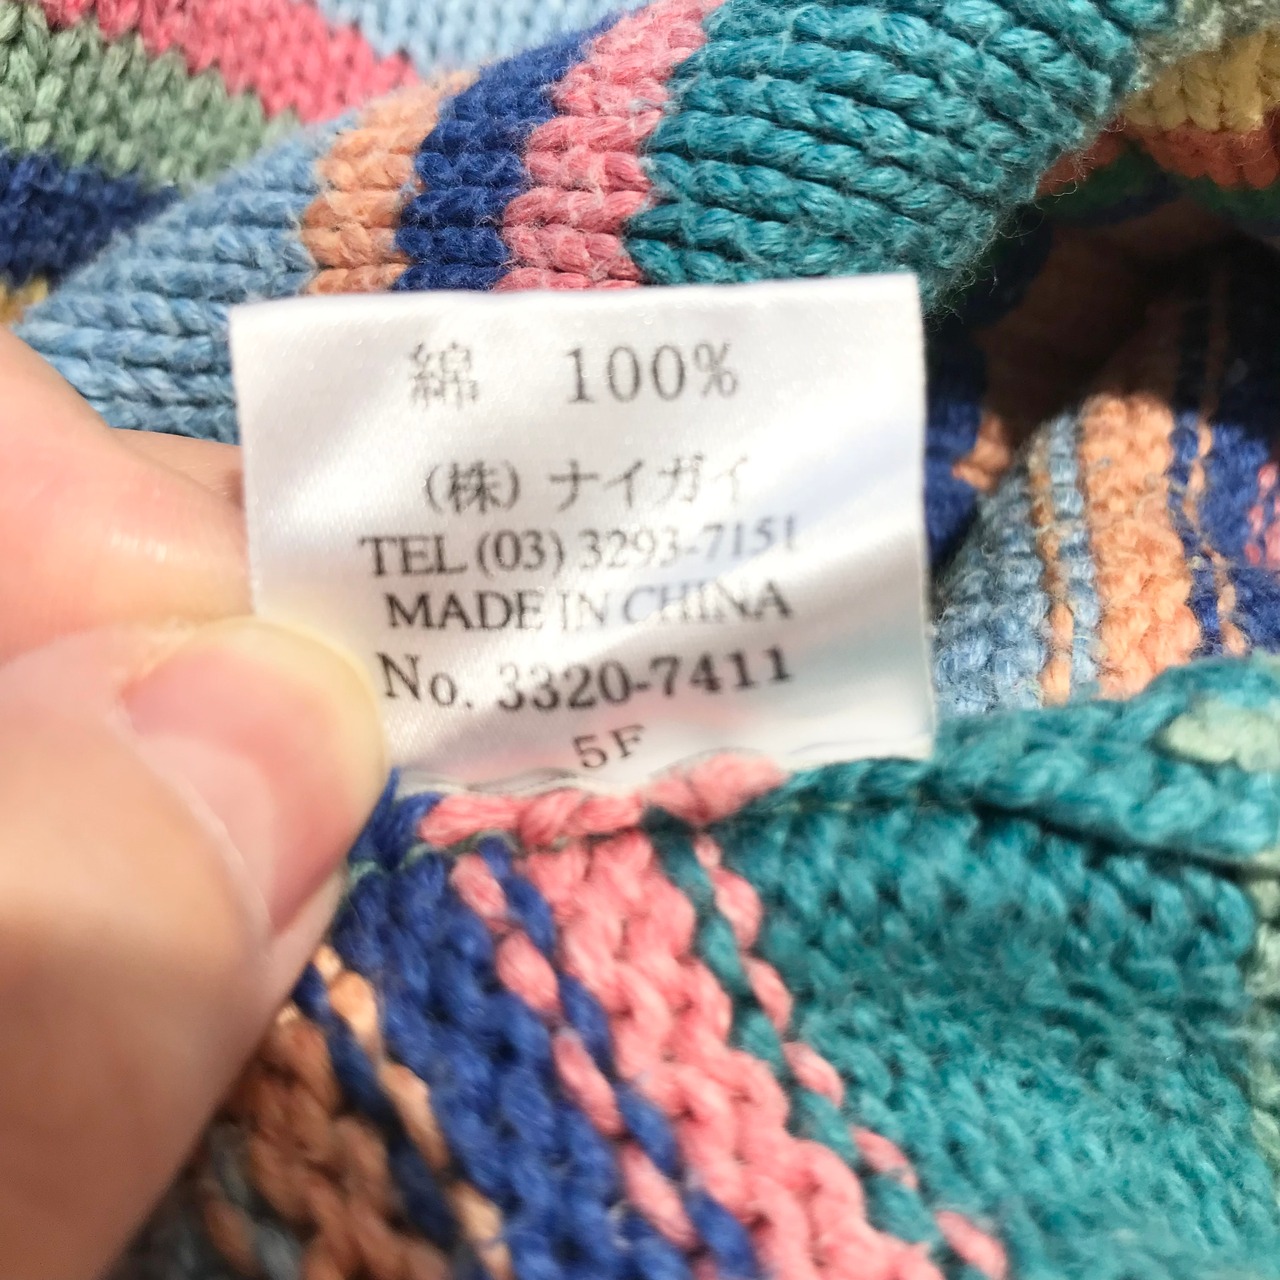 綿 100%
(株) ナイガイ
TEL (03) 3293-7151
MADE IN CHINA
No. 3320-7411
5F